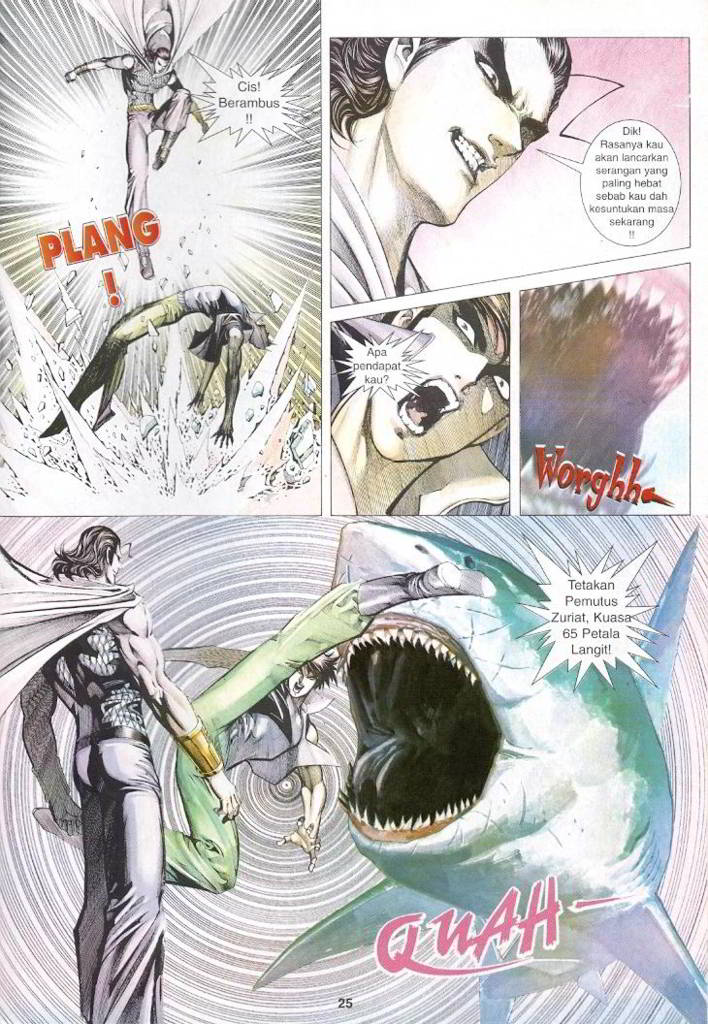 Cis!
Berambus
!!
PLANG
!
Dik!
Rasanya kau
akan lancarkan
serangan yang
paling hebat
sebab kau dah
kesuntukan masa
sekarang
!!
Apa
pendapat
kau?
Worghh
Tetakan
Pemutus
Zuriat, Kuasa
65 Petala
Langit!
QUAH
25